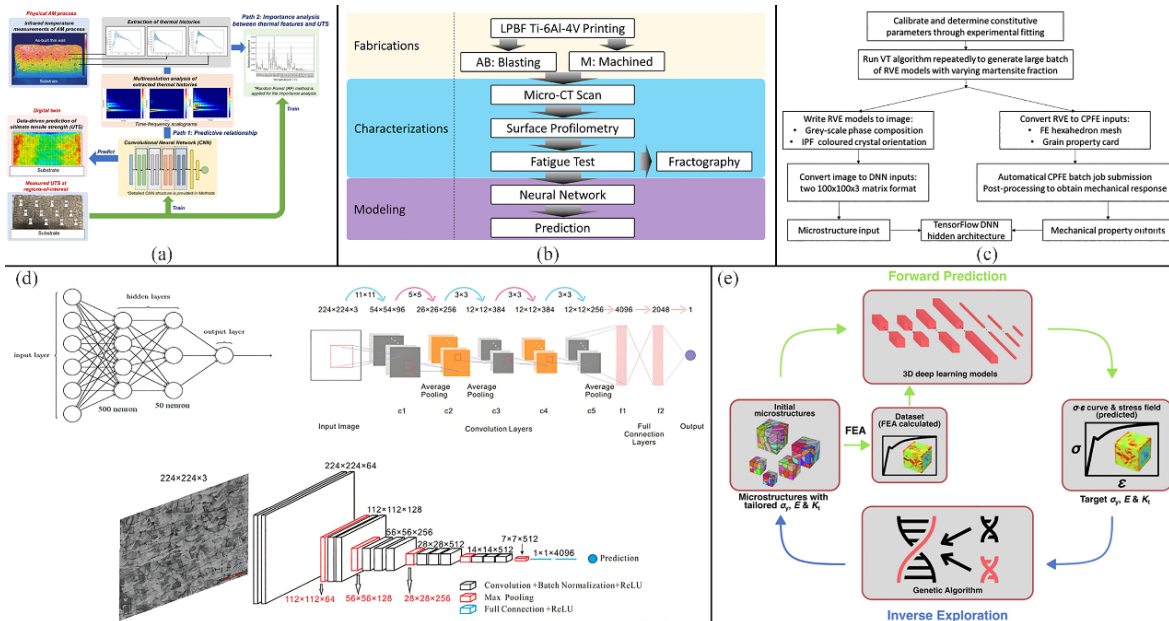 Physical AM process
Infrared temperature
measurements of AM process
As-built thin wall
Substrate
Extraction of thermal histories
Multiresolution analysis of
extracted thermal histories
Time-frequency scalograms
Path 2: Importance analysis
between thermal features and UTS
*Random Forest (RF) method is
applied for the importance analysis.
Train
Digital twin
Data-driven prediction of
ultimate tensile strength (UTS)
Substrate
Path 1: Predictive relationship
Convolutional Neural Network (CNN)
Predict
*Detailed CNN structure is provided in Methods
Measured UTS at
regions-of-interest
Substrate
Train
(a)
Fabrications
LPBF Ti-6Al-4V Printing
AB: Blasting
M: Machined
Characterizations
Micro-CT Scan
Surface Profilometry
Fatigue Test
Fractography
Modeling
Neural Network
Prediction
(b)
Calibrate and determine constitutive
parameters through experimental fitting
Run VT algorithm repeatedly to generate large batch
of RVE models with varying martensite fraction
Write RVE models to image:
• Grey-scale phase composition
• IPF coloured crystal orientation
Convert RVE to CPFE inputs:
• FE hexahedron mesh
• Grain property card
Convert image to DNN inputs:
two 100x100x3 matrix format
Automatical CPFE batch job submission
Post-processing to obtain mechanical response
Microstructure input
TensorFlow DNN
hidden architecture
Mechanical property outputs
(c)
(d)
hidden layers
output layer
input layer
500 neuron
50 neuron
11×11
5×5
3×3
3×3
3×3
224×224×3
54×54×96
26×26×256
12×12×384
12×12×384
12×12×256
4096
2048
1
Average
Pooling
Average
Pooling
Average
Pooling
c1
c2
c3
c4
c5
f1
f2
Output
Input Image
Convolution Layers
Full
Connection
Layers
224×224×3
224×224×64
112×112×128
56×56×256
28×28×512
14×14×512
7×7×512
1×1×4096
Prediction
112×112×64
56×56×128
28×28×256
Convolution +Batch Normalization+ReLU
Max Pooling
Full Connection +ReLU
(e)
Forward Prediction
3D deep learning models
Initial
microstructures
FEA
Dataset
(FEA calculated)
σ-ε curve & stress field
(predicted)
σ
ε
Microstructures with
tailored σy, E & Kt
Target σy, E & Kt
Genetic Algorithm
Inverse Exploration